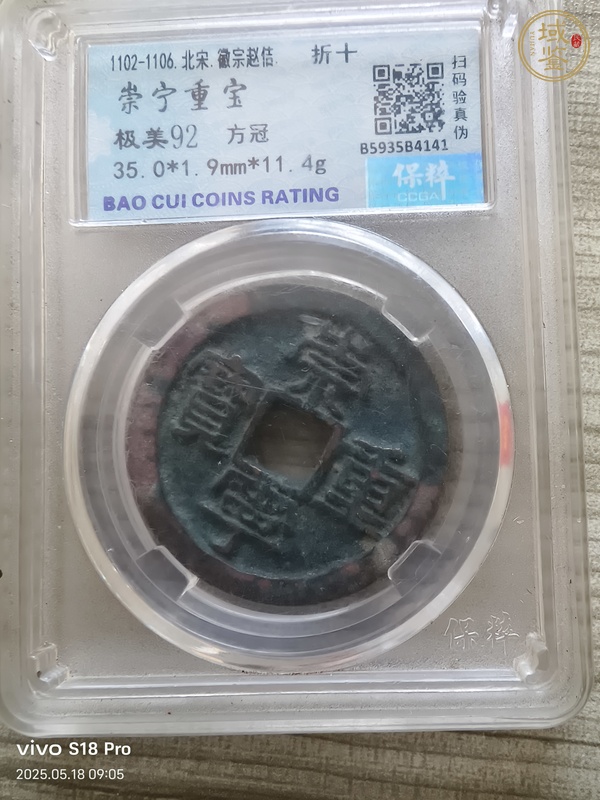 域鉴
1102-1106.北宋.徽宗赵佶.
折十
崇宁重宝
极美92 方冠
35.0*1.9mm*11.4g
BAO CUI COINS RATING
扫码验真伪
B5935B4141
保粹
CCGA
崇
重
寧
寶
保粹
vivo S18 Pro
2025.05.18 09:05